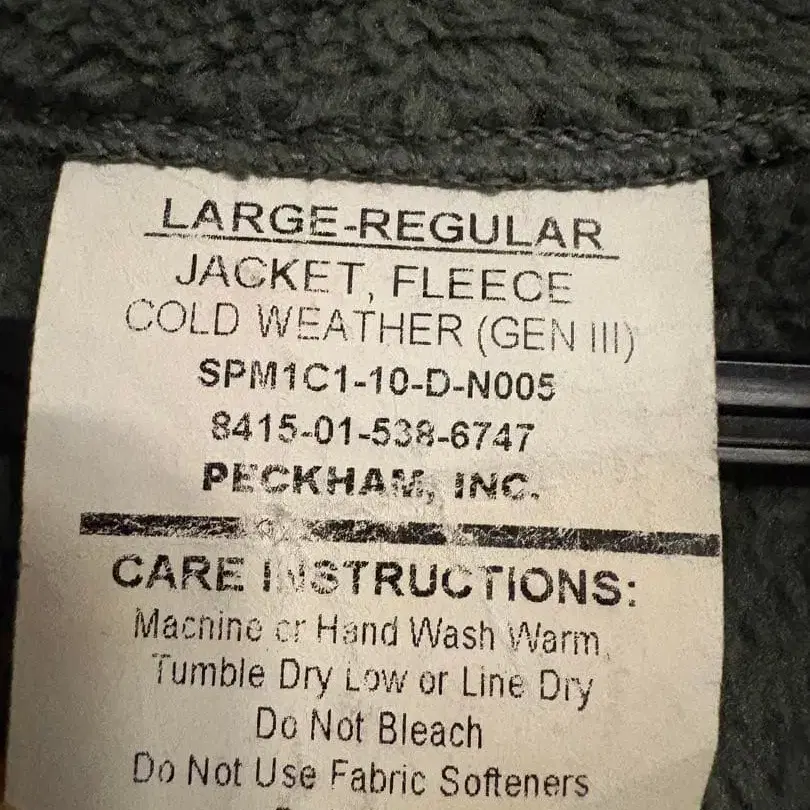 LARGE-REGULAR
JACKET, FLEECE
COLD WEATHER (GEN III)
SPM1C1-10-D-N005
8415-01-538-6747
PECKHAM, INC.
CARE INSTRUCTIONS:
Machine or Hand Wash Warm,
Tumble Dry Low or Line Dry
Do Not Bleach
Do Not Use Fabric Softeners